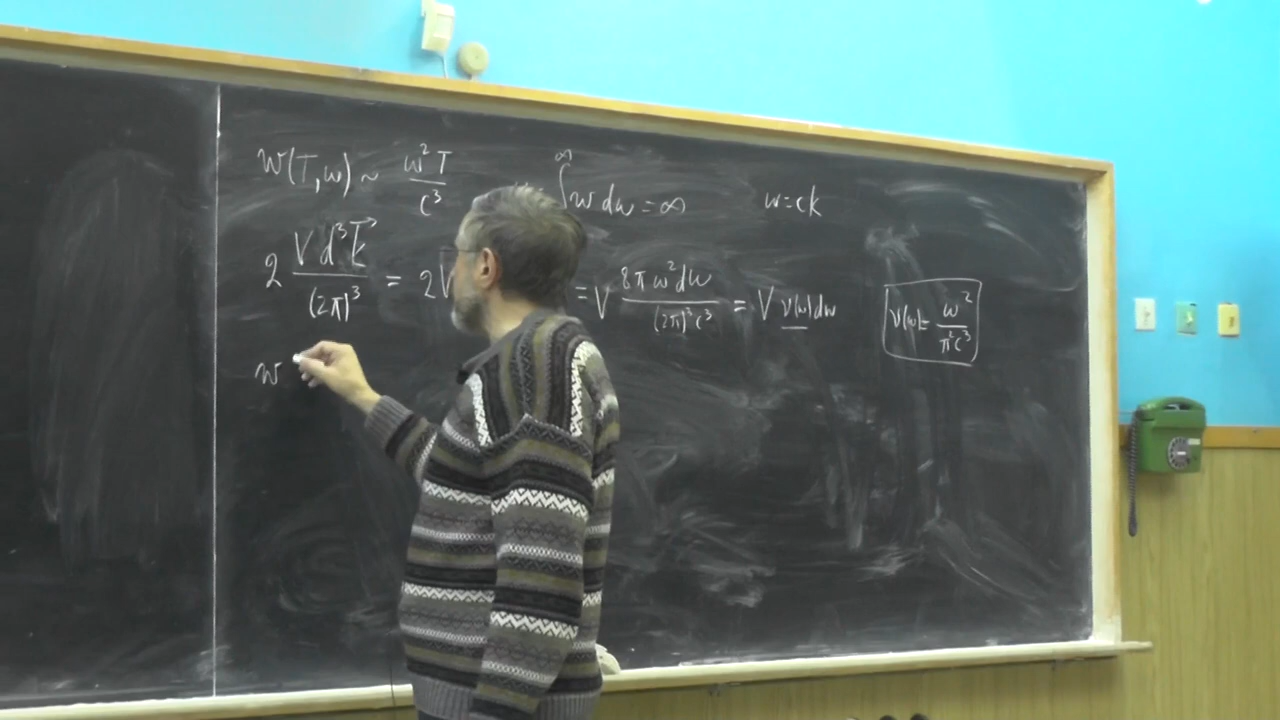 W(T,ω) ~ ω²T/c³   ∫^∞ w dω = ∞   ω = ck
2 V d³k⃗/(2π)³ = 2V = V 8πω²dω/(2π)³c³ = V ν(ω)dω   ν(ω) = ω²/π²c³
w